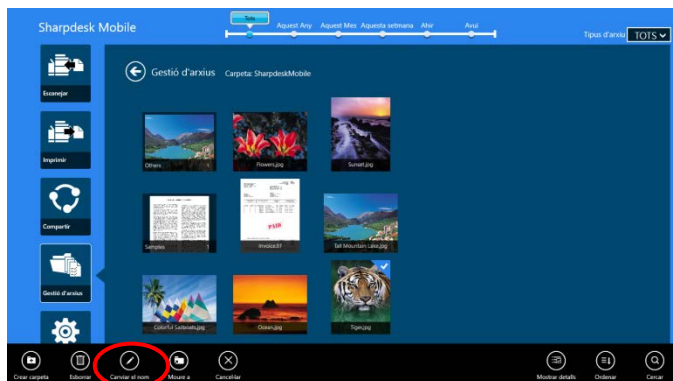 Sharpdesk Mobile
Tots
Aquest Any
Aquest Mes
Aquesta setmana
Ahir
Avui
Tipus d'arxiu
TOTS
Escanejar
Imprimir
Compartir
Gestió d'arxius
Gestió d'arxius
Carpeta: SharpdeskMobile
Others
Flowers.jpg
Sunset.jpg
Samples
PAID
Invoice.tif
Tall Mountain Lake.jpg
Colorful Sailboats.jpg
Ocean.jpg
Tiger.jpg
Crear carpeta
Esborrar
Canviar el nom
Moure a
Cancel·lar
Mostrar detalls
Ordenar
Cercar